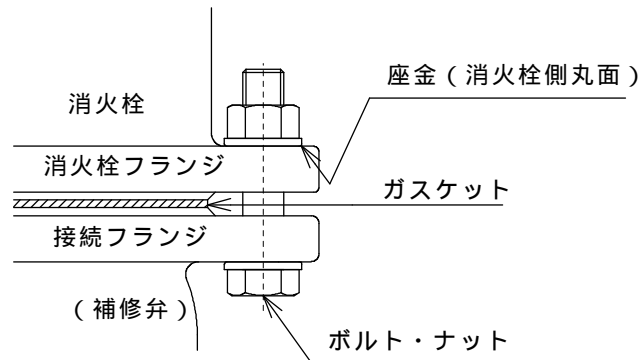 座金（消火栓側丸面）
消火栓
消火栓フランジ
ガスケット
接続フランジ
（補修弁）
ボルト・ナット